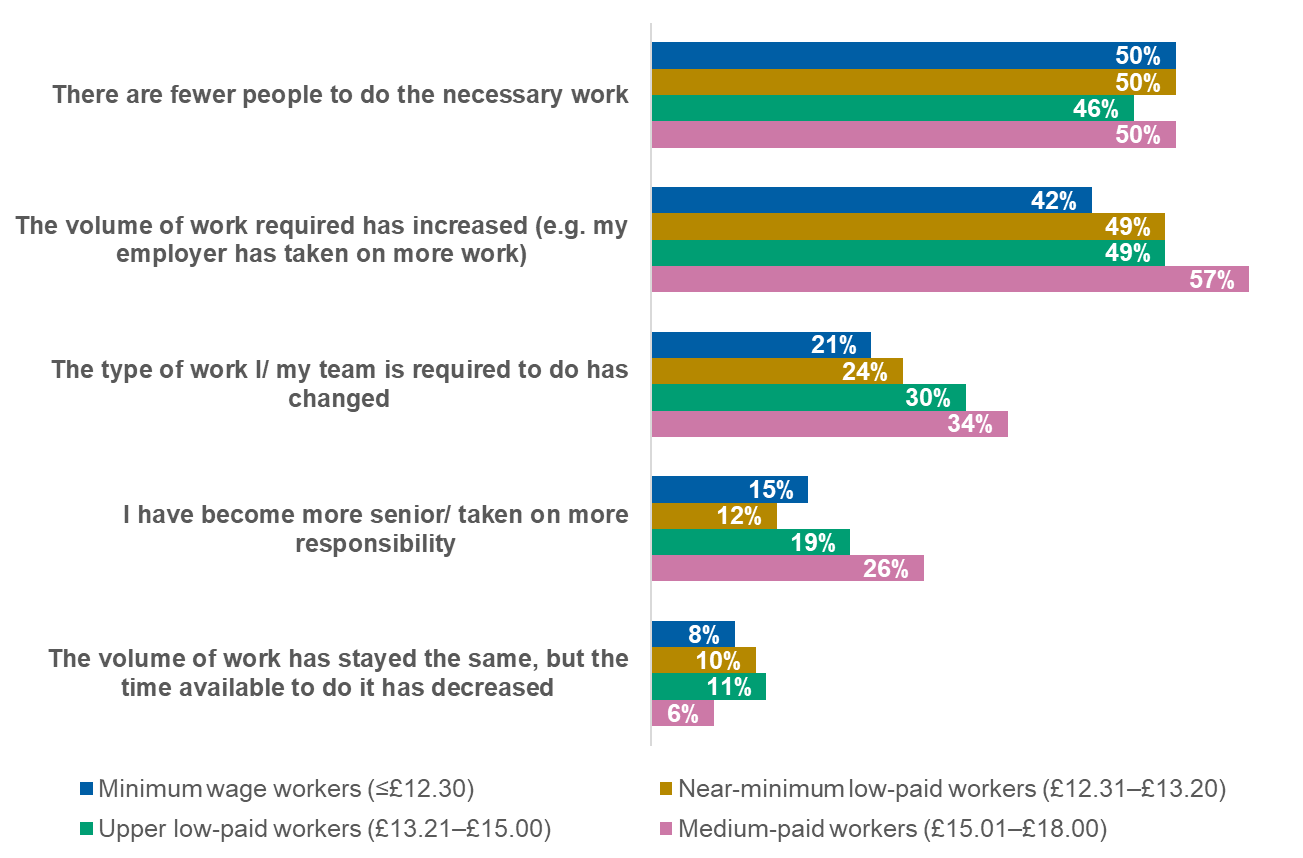 There are fewer people to do the necessary work
50%
50%
46%
50%
The volume of work required has increased (e.g. my
employer has taken on more work)
42%
49%
49%
57%
The type of work I/ my team is required to do has
changed
21%
24%
30%
34%
I have become more senior/ taken on more
responsibility
15%
12%
19%
26%
The volume of work has stayed the same, but the
time available to do it has decreased
8%
10%
11%
6%
Minimum wage workers (≤£12.30)
Near-minimum low-paid workers (£12.31–£13.20)
Upper low-paid workers (£13.21–£15.00)
Medium-paid workers (£15.01–£18.00)